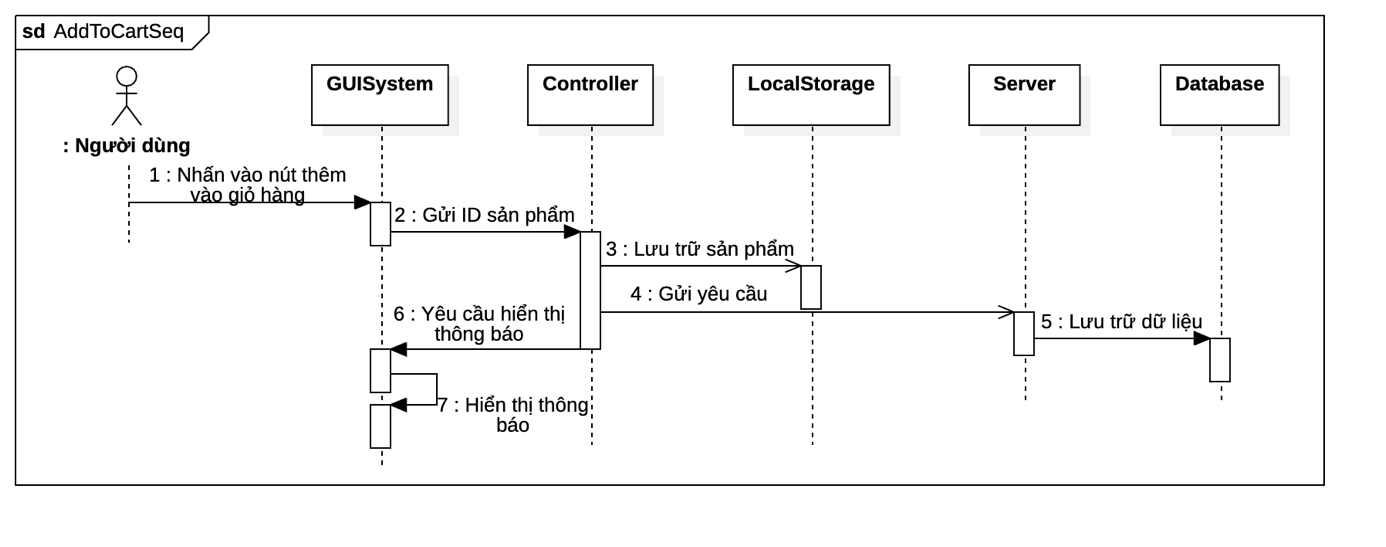 sd AddToCartSeq
GUISystem
Controller
LocalStorage
Server
Database
: Người dùng
1 : Nhấn vào nút thêm
vào giỏ hàng
2 : Gửi ID sản phẩm
3 : Lưu trữ sản phẩm
4 : Gửi yêu cầu
5 : Lưu trữ dữ liệu
6 : Yêu cầu hiển thị
thông báo
7 : Hiển thị thông
báo